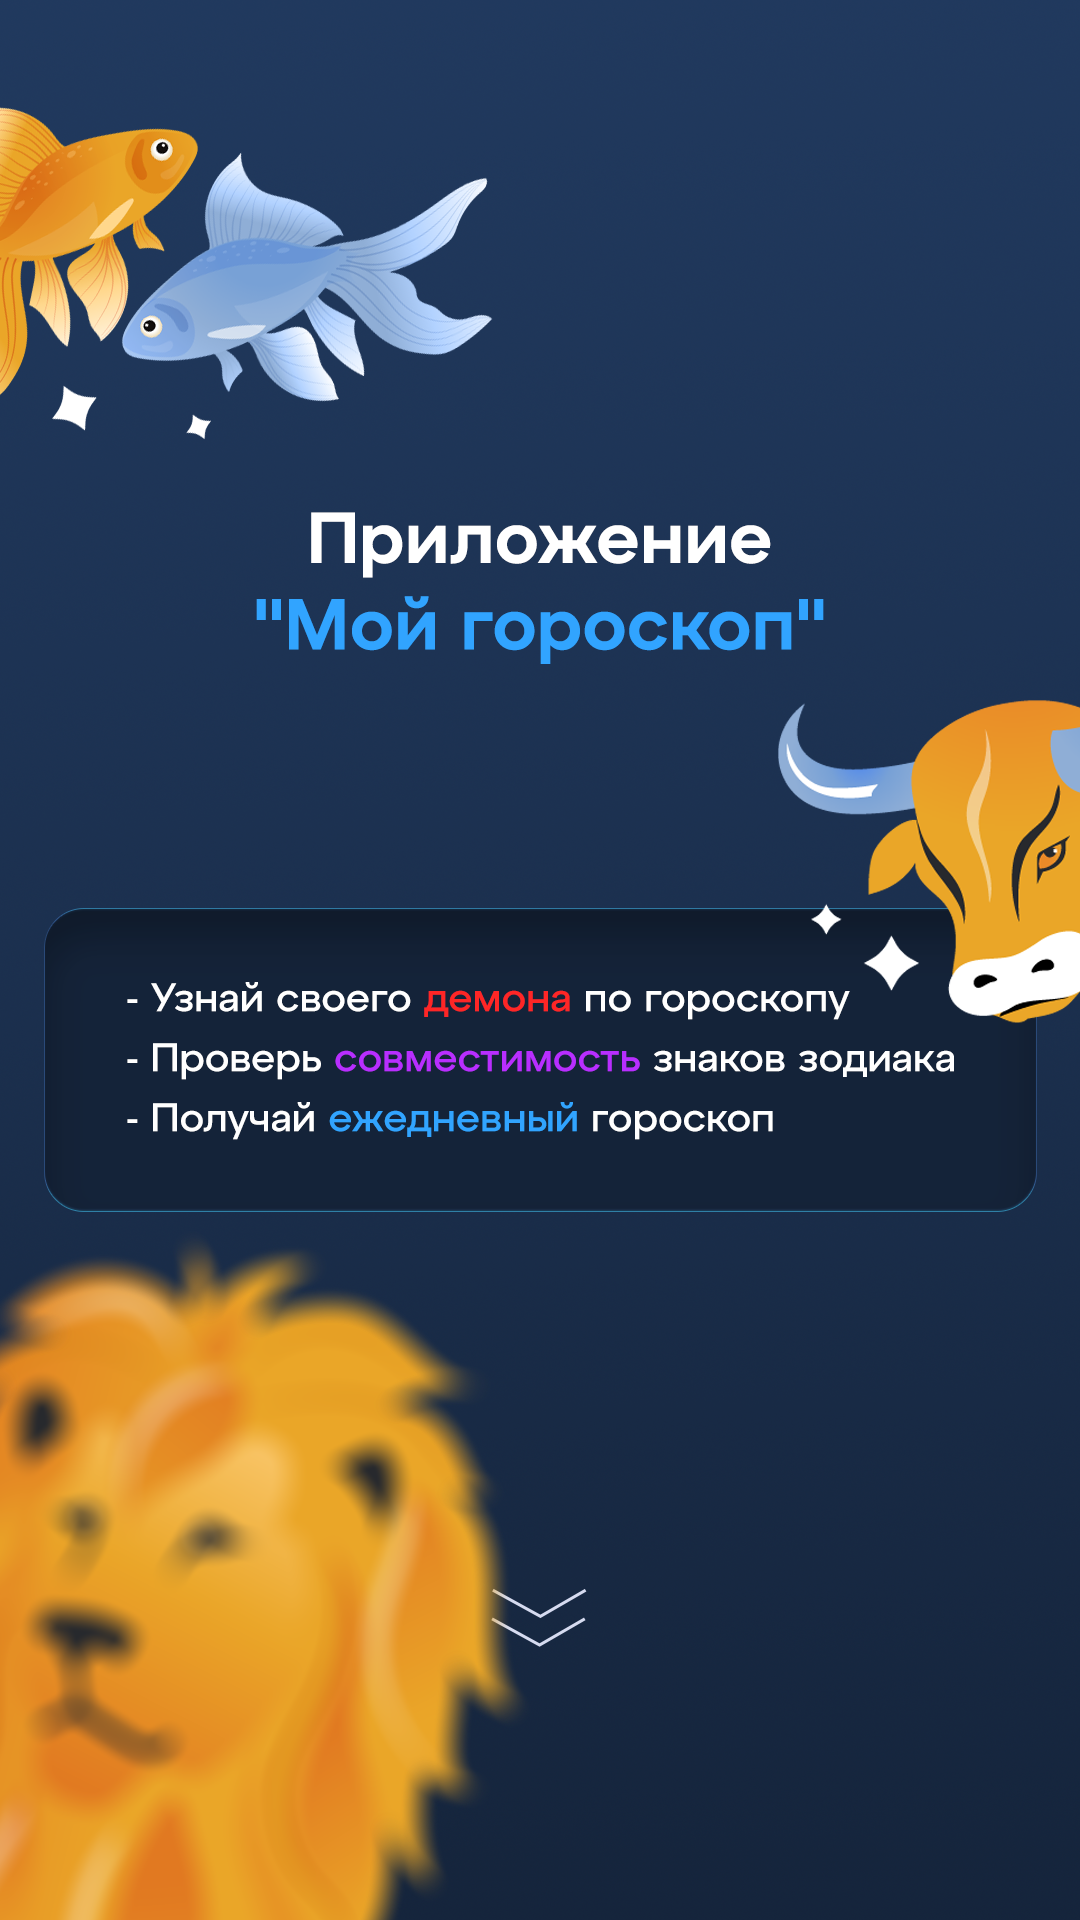 Приложение
"Мой гороскоп"
- Узнай своего демона по гороскопу
- Проверь совместимость знаков зодиака
- Получай ежедневный гороскоп